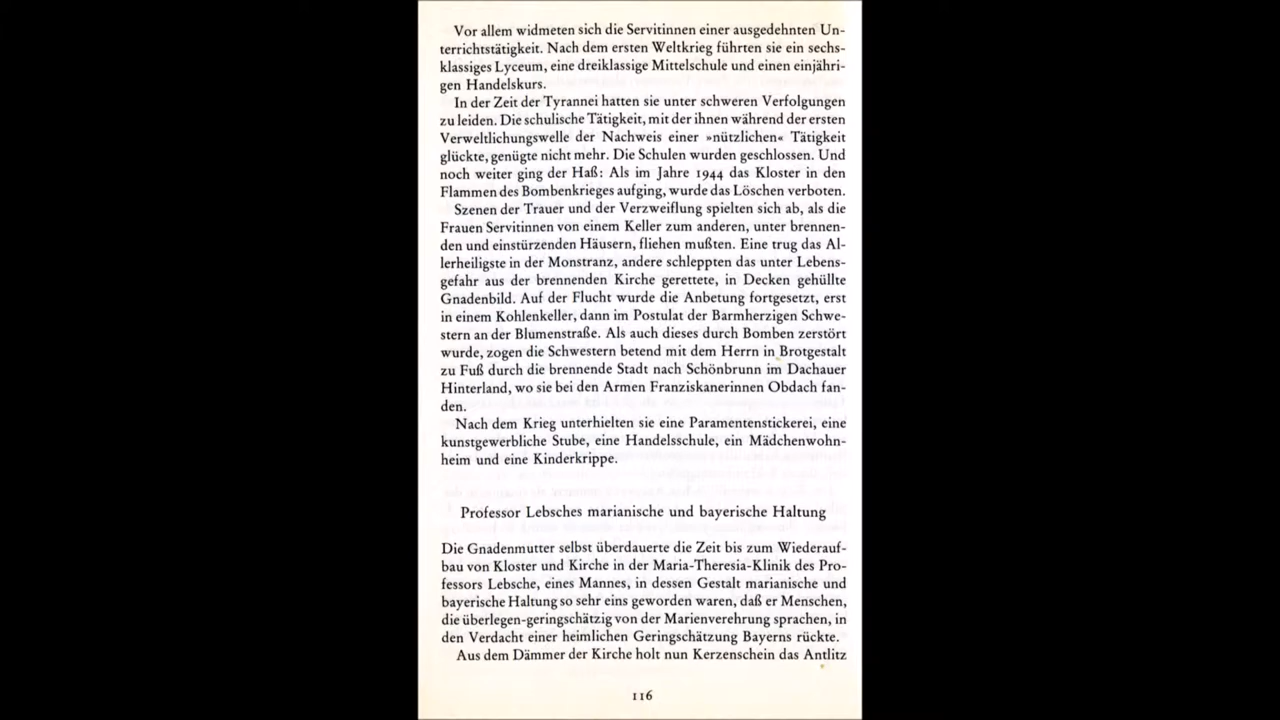 Vor allem widmeten sich die Servitinnen einer ausgedehnten Un-
terrichtstätigkeit. Nach dem ersten Weltkrieg führten sie ein sechs-
klassiges Lyceum, eine dreiklassige Mittelschule und einen einjähri-
gen Handelskurs.
In der Zeit der Tyrannei hatten sie unter schweren Verfolgungen
zu leiden. Die schulische Tätigkeit, mit der ihnen während der ersten
Verweltlichungswelle der Nachweis einer »nützlichen« Tätigkeit
glückte, genügte nicht mehr. Die Schulen wurden geschlossen. Und
noch weiter ging der Haß: Als im Jahre 1944 das Kloster in den
Flammen des Bombenkrieges aufging, wurde das Löschen verboten.
Szenen der Trauer und der Verzweiflung spielten sich ab, als die
Frauen Servitinnen von einem Keller zum anderen, unter brennen-
den und einstürzenden Häusern, fliehen mußten. Eine trug das Al-
lerheiligste in der Monstranz, andere schleppten das unter Lebens-
gefahr aus der brennenden Kirche gerettete, in Decken gehüllte
Gnadenbild. Auf der Flucht wurde die Anbetung fortgesetzt, erst
in einem Kohlenkeller, dann im Postulat der Barmherzigen Schwe-
stern an der Blumenstraße. Als auch dieses durch Bomben zerstört
wurde, zogen die Schwestern betend mit dem Herrn in Brotgestalt
zu Fuß durch die brennende Stadt nach Schönbrunn im Dachauer
Hinterland, wo sie bei den Armen Franziskanerinnen Obdach fan-
den.
Nach dem Krieg unterhielten sie eine Paramentenstickerei, eine
kunstgewerbliche Stube, eine Handelsschule, ein Mädchenwohn-
heim und eine Kinderkrippe.
Professor Lebsches marianische und bayerische Haltung
Die Gnadenmutter selbst überdauerte die Zeit bis zum Wiederauf-
bau von Kloster und Kirche in der Maria-Theresia-Klinik des Pro-
fessors Lebsche, eines Mannes, in dessen Gestalt marianische und
bayerische Haltung so sehr eins geworden waren, daß er Menschen,
die überlegen-geringschätzig von der Marienverehrung sprachen, in
den Verdacht einer heimlichen Geringschätzung Bayerns rückte.
Aus dem Dämmer der Kirche holt nun Kerzenschein das Antlitz
116